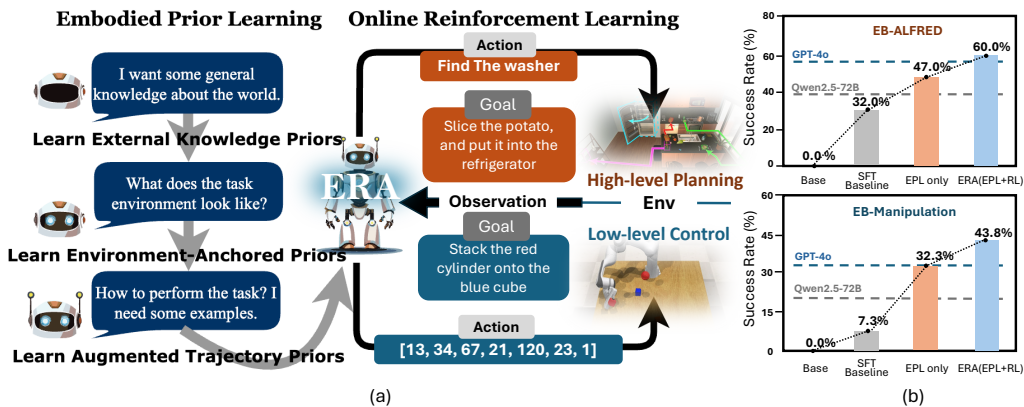 Embodied Prior Learning
I want some general
knowledge about the world.
Learn External Knowledge Priors
What does the task
environment look like?
Learn Environment-Anchored Priors
How to perform the task? I
need some examples.
Learn Augmented Trajectory Priors
Online Reinforcement Learning
Action
Find The washer
Goal
Slice the potato,
and put it into the
refrigerator
ERA
High-level Planning
Observation
Env
Goal
Low-level Control
Stack the red
cylinder onto the
blue cube
Action
[13, 34, 67, 21, 120, 23, 1]
(a)
EB-ALFRED
Success Rate (%)
80
60
40
20
0
GPT-4o
Qwen2.5-72B
0.0%
32.0%
47.0%
60.0%
Base
SFT
Baseline
EPL only
ERA(EPL+RL)
EB-Manipulation
Success Rate (%)
60
45
30
15
0
GPT-4o
Qwen2.5-72B
0.0%
7.3%
32.3%
43.8%
Base
SFT
Baseline
EPL only
ERA(EPL+RL)
(b)